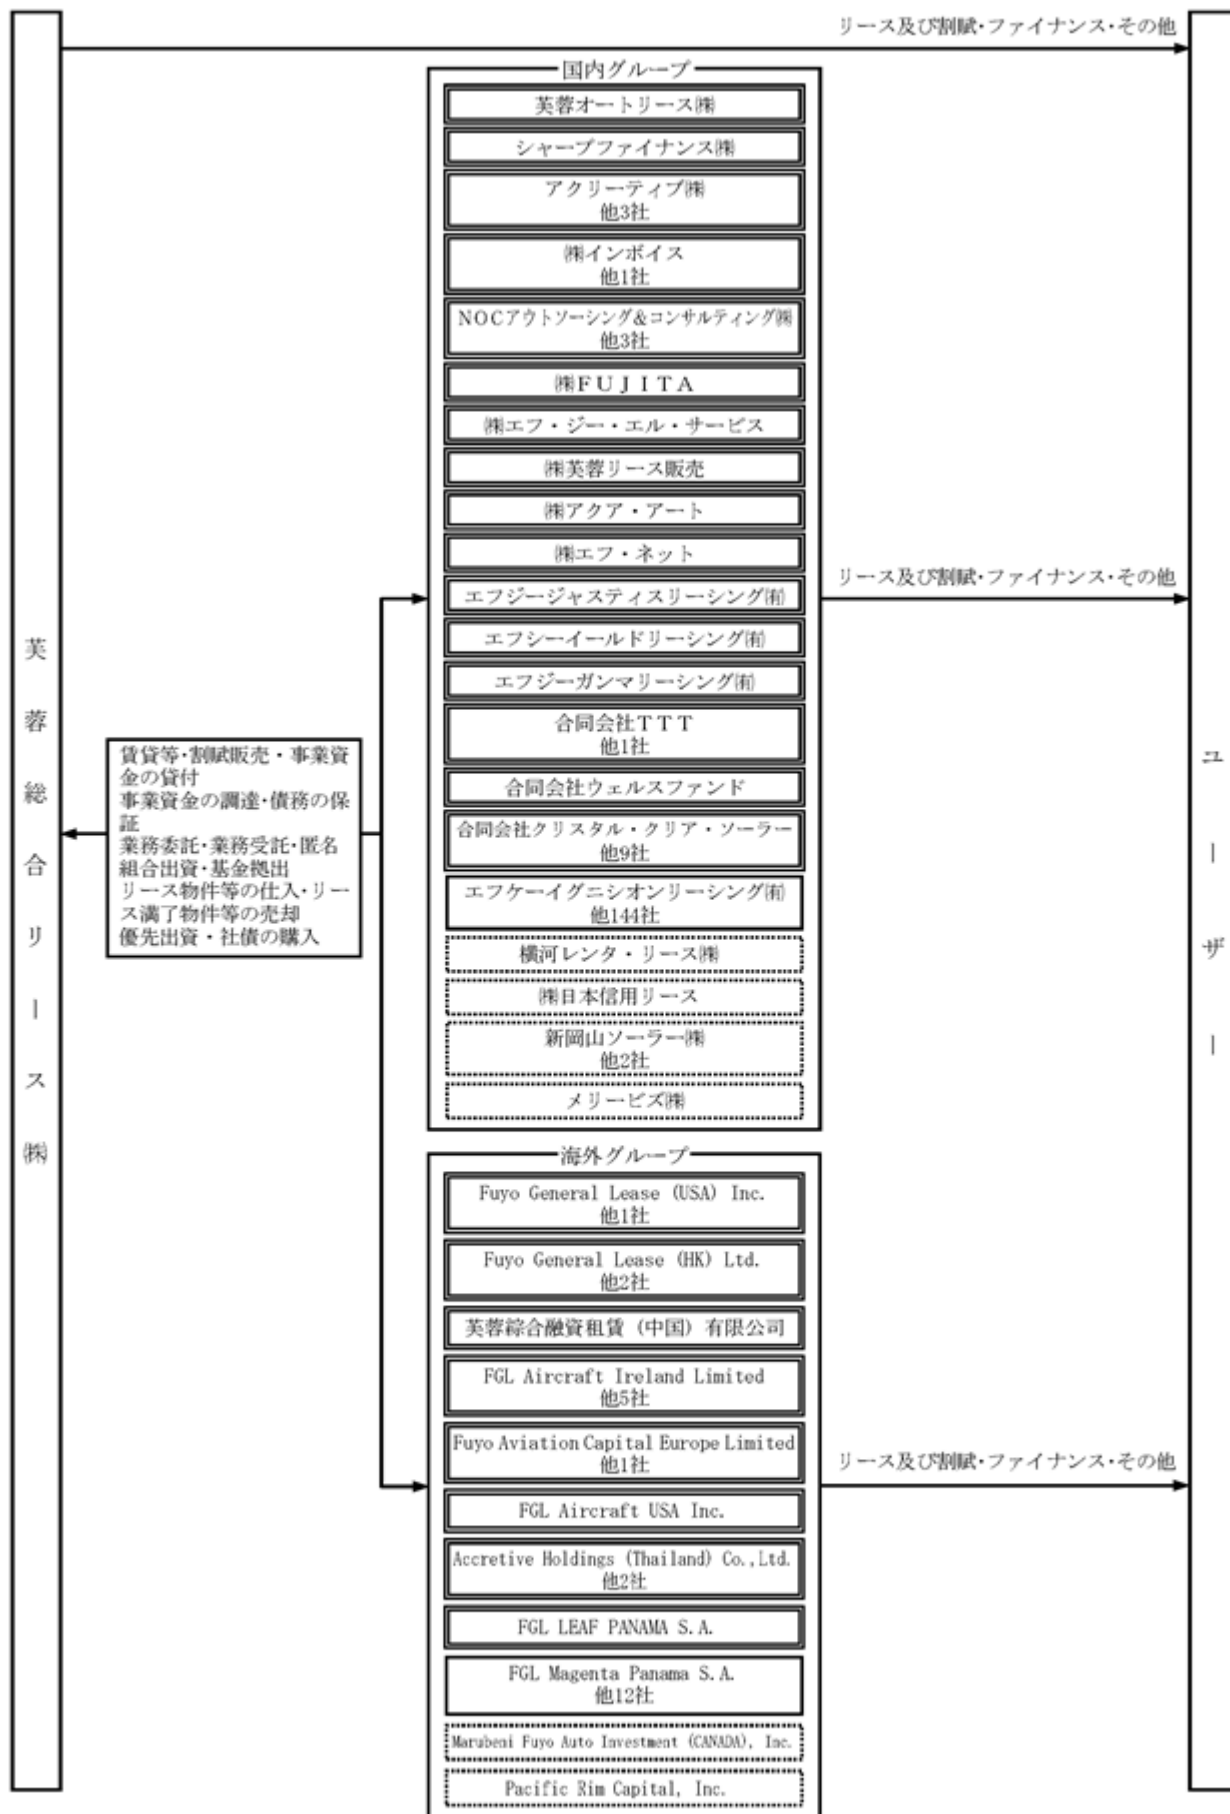 リース及び割賦・ファイナンス・その他
国内グループ
芙蓉オートリース㈱
シャープファイナンス㈱
アクリーティブ㈱
他3社
㈱インボイス
他1社
NOCアウトソーシング&コンサルティング㈱
他3社
㈱FUJITA
㈱エフ・ジー・エル・サービス
㈱芙蓉リース販売
㈱アクア・アート
㈱エフ・ネット
エフジージャスティスリーシング㈲
エフシーイールドリーシング㈲
エフジーガンマリーシング㈲
合同会社TTT
他1社
合同会社ウェルスファンド
合同会社クリスタル・クリア・ソーラー
他9社
エフケーイグニシオンリーシング㈲
他144社
横河レンタ・リース㈱
㈱日本信用リース
新岡山ソーラー㈱
他2社
メリービズ㈱
リース及び割賦・ファイナンス・その他
芙蓉総合リース㈱
賃貸等・割賦販売・事業資
金の貸付
事業資金の調達・債務の保
証
業務委託・業務受託・匿名
組合出資・基金拠出
リース物件等の仕入・リー
ス満了物件等の売却
優先出資・社債の購入
ユーザー
海外グループ
Fuyo General Lease (USA) Inc.
他1社
Fuyo General Lease (HK) Ltd.
他2社
芙蓉綜合融資租賃（中国）有限公司
FGL Aircraft Ireland Limited
他5社
Fuyo Aviation Capital Europe Limited
他1社
FGL Aircraft USA Inc.
Accretive Holdings (Thailand) Co.,Ltd.
他2社
FGL LEAF PANAMA S.A.
FGL Magenta Panama S.A.
他12社
Marubeni Fuyo Auto Investment (CANADA), Inc.
Pacific Rim Capital, Inc.
リース及び割賦・ファイナンス・その他